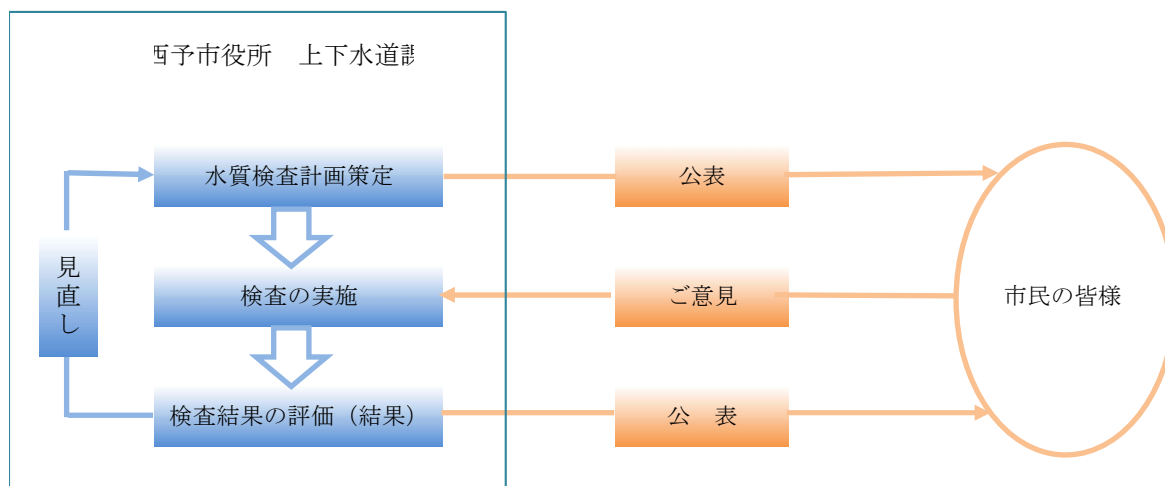 西予市役所　上下水道課
水質検査計画策定
公表
見直し
検査の実施
ご意見
市民の皆様
検査結果の評価（結果）
公　表